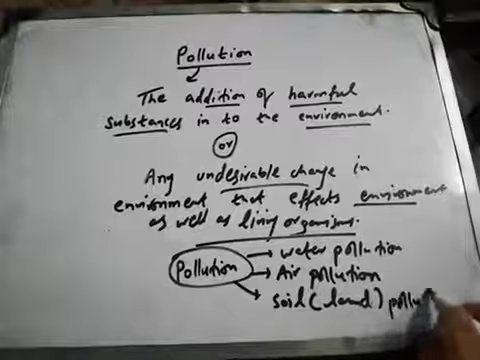 Pollution
The addition of harmful
substances in to the environment.
or
Any undesirable change in
environment that effects environment
as well as living organisms.
Pollution
water pollution
Air pollution
Soil (land) pollu